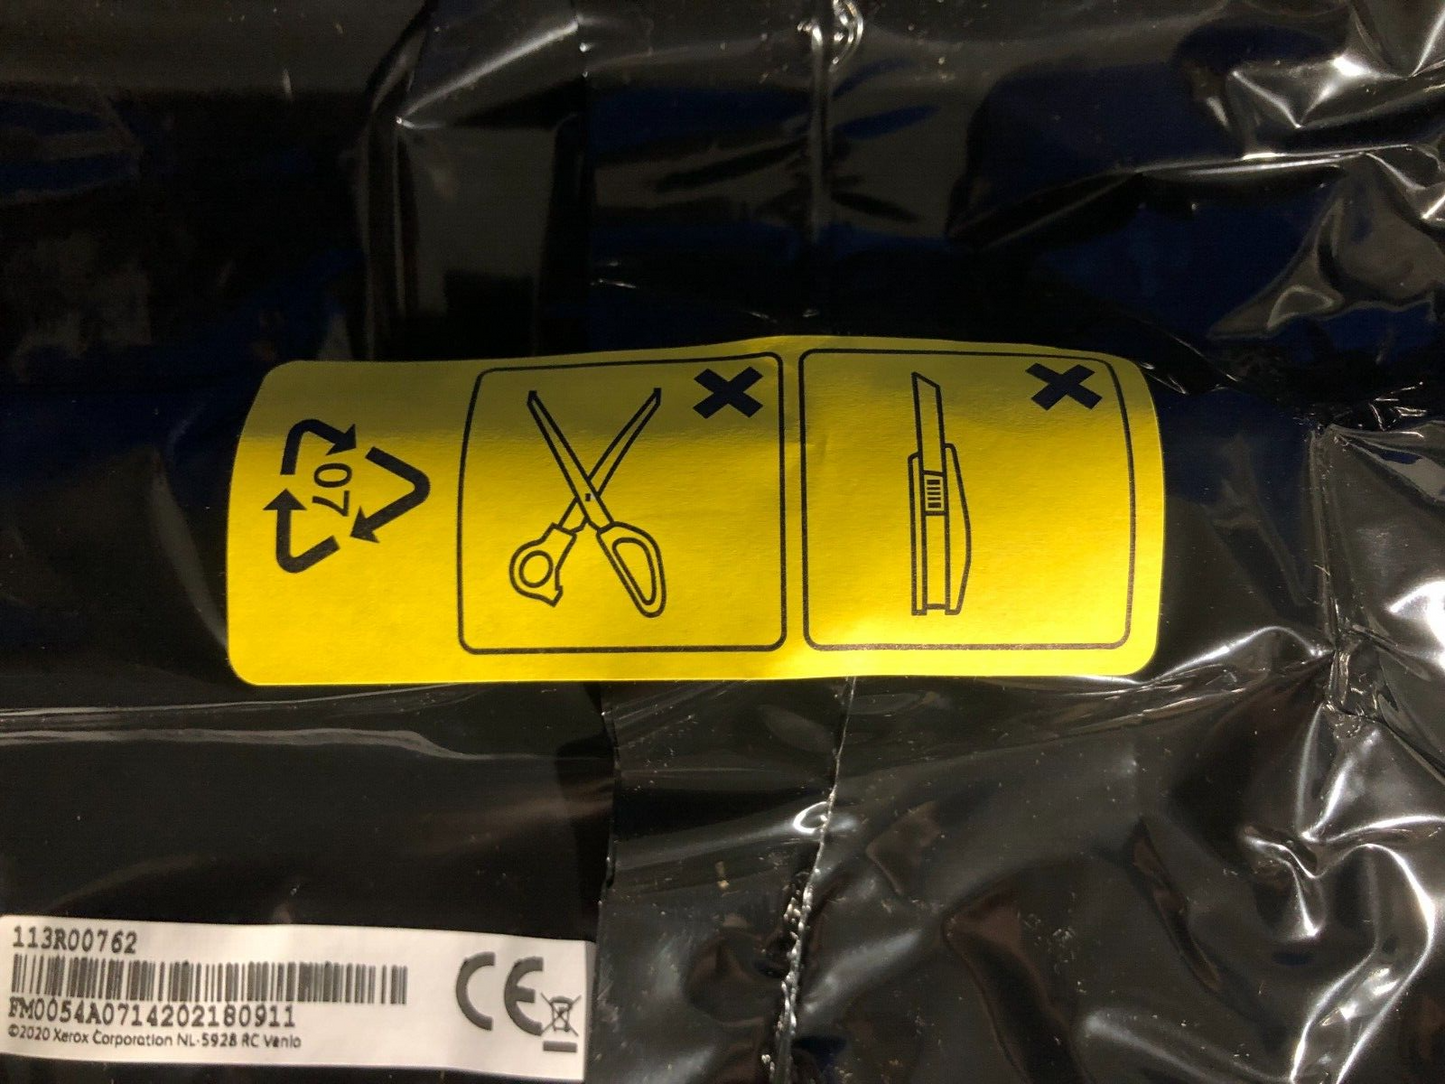 07
113R00762
FM0054A0714202180911
©2020 Xerox Corporation NL-5928 RC Venlo
CE